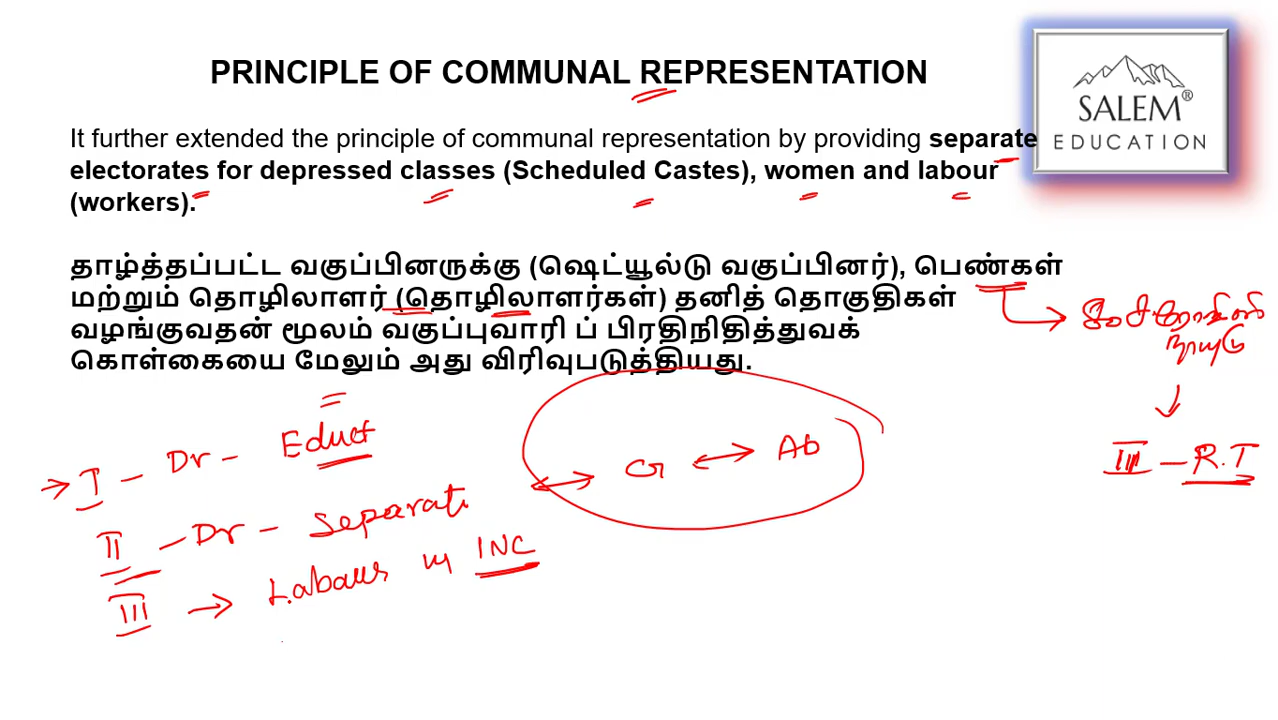 PRINCIPLE OF COMMUNAL REPRESENTATION
SALEM®
EDUCATION
It further extended the principle of communal representation by providing separate
electorates for depressed classes (Scheduled Castes), women and labour
(workers).
தாழ்த்தப்பட்ட வகுப்பினருக்கு (ஷெட்யூல்டு வகுப்பினர்), பெண்கள்
மற்றும் தொழிலாளர் (தொழிலாளர்கள்) தனித் தொகுதிகள்
வழங்குவதன் மூலம் வகுப்புவாரி ப் பிரதிநிதித்துவக்
கொள்கையை மேலும் அது விரிவுபடுத்தியது.
நாயுடு
III - R.T
I - Dr - Educt
G ↔ Ab
II - Dr - Separati
III → Labaus in INC